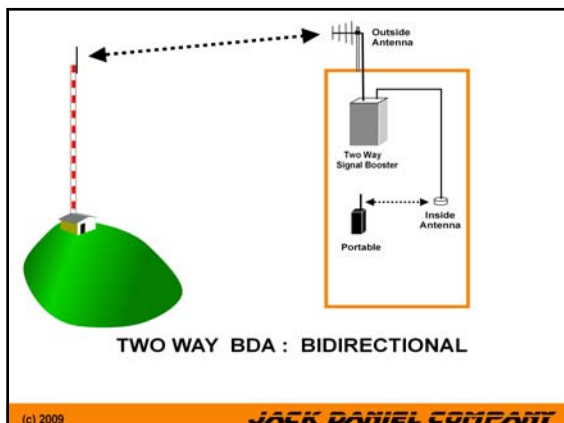 Outside
Antenna
Two Way
Signal Booster
Inside
Antenna
Portable
TWO WAY BDA : BIDIRECTIONAL
(c) 2009
JACK DANIEL COMPANY